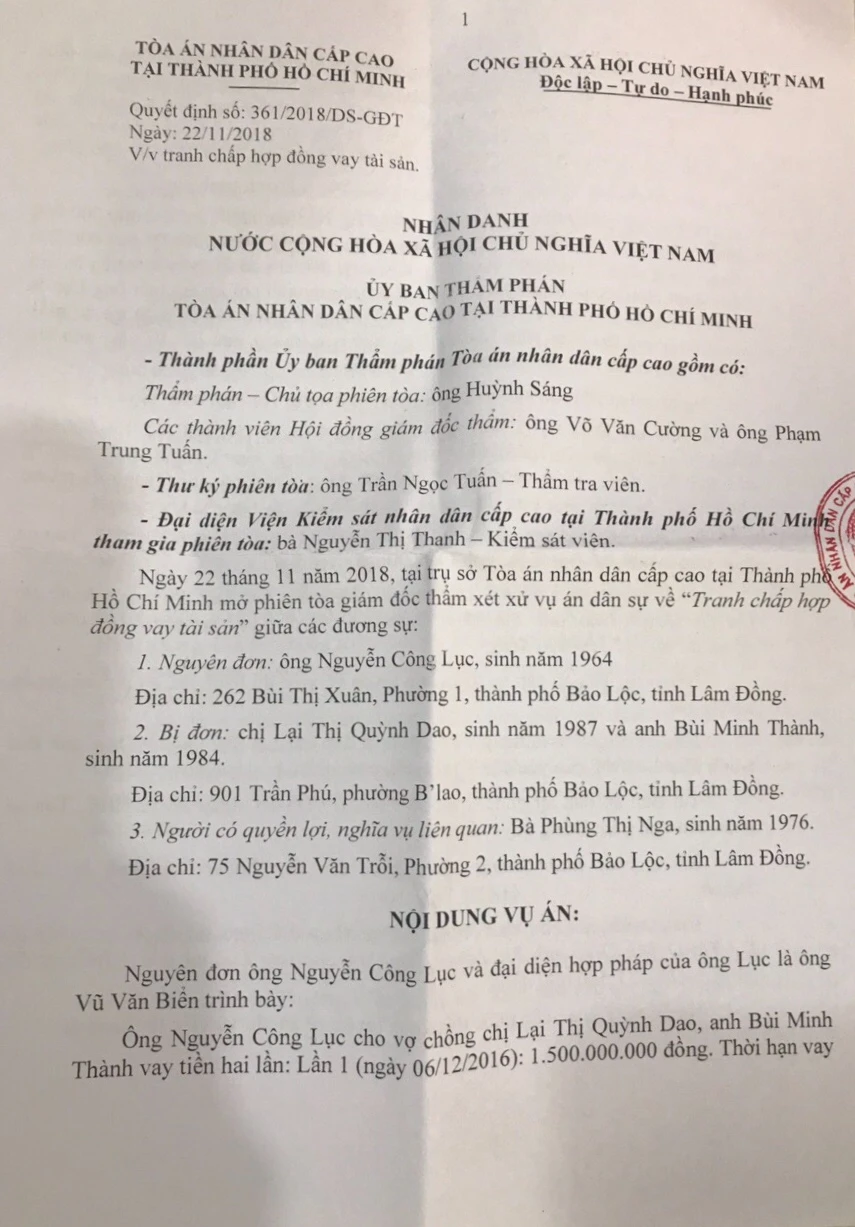 1
TÒA ÁN NHÂN DÂN CẤP CAO
TẠI THÀNH PHỐ HỒ CHÍ MINH
CỘNG HÒA XÃ HỘI CHỦ NGHĨA VIỆT NAM
Độc lập – Tự do – Hạnh phúc
Quyết định số: 361/2018/DS-GĐT
Ngày: 22/11/2018
V/v tranh chấp hợp đồng vay tài sản.
NHÂN DANH
NƯỚC CỘNG HÒA XÃ HỘI CHỦ NGHĨA VIỆT NAM
ỦY BAN THẨM PHÁN
TÒA ÁN NHÂN DÂN CẤP CAO TẠI THÀNH PHỐ HỒ CHÍ MINH
- Thành phần Ủy ban Thẩm phán Tòa án nhân dân cấp cao gồm có:
Thẩm phán – Chủ tọa phiên tòa: ông Huỳnh Sáng
Các thành viên Hội đồng giám đốc thẩm: ông Võ Văn Cường và ông Phạm
Trung Tuấn.
- Thư ký phiên tòa: ông Trần Ngọc Tuấn – Thẩm tra viên.
- Đại diện Viện Kiểm sát nhân dân cấp cao tại Thành phố Hồ Chí Minh
tham gia phiên tòa: bà Nguyễn Thị Thanh – Kiểm sát viên.
ÁN NHÂN DÂN CẤP
Ngày 22 tháng 11 năm 2018, tại trụ sở Tòa án nhân dân cấp cao tại Thành phố
Hồ Chí Minh mở phiên tòa giám đốc thẩm xét xử vụ án dân sự về “Tranh chấp hợp
đồng vay tài sản” giữa các đương sự:
1. Nguyên đơn: ông Nguyễn Công Lục, sinh năm 1964
Địa chỉ: 262 Bùi Thị Xuân, Phường 1, thành phố Bảo Lộc, tỉnh Lâm Đồng.
2. Bị đơn: chị Lại Thị Quỳnh Dao, sinh năm 1987 và anh Bùi Minh Thành,
sinh năm 1984.
Địa chỉ: 901 Trần Phú, phường B’lao, thành phố Bảo Lộc, tỉnh Lâm Đồng.
3. Người có quyền lợi, nghĩa vụ liên quan: Bà Phùng Thị Nga, sinh năm 1976.
Địa chỉ: 75 Nguyễn Văn Trỗi, Phường 2, thành phố Bảo Lộc, tỉnh Lâm Đồng.
NỘI DUNG VỤ ÁN:
Nguyên đơn ông Nguyễn Công Lục và đại diện hợp pháp của ông Lục là ông
Vũ Văn Biển trình bày:
Ông Nguyễn Công Lục cho vợ chồng chị Lại Thị Quỳnh Dao, anh Bùi Minh
Thành vay tiền hai lần: Lần 1 (ngày 06/12/2016): 1.500.000.000 đồng. Thời hạn vay